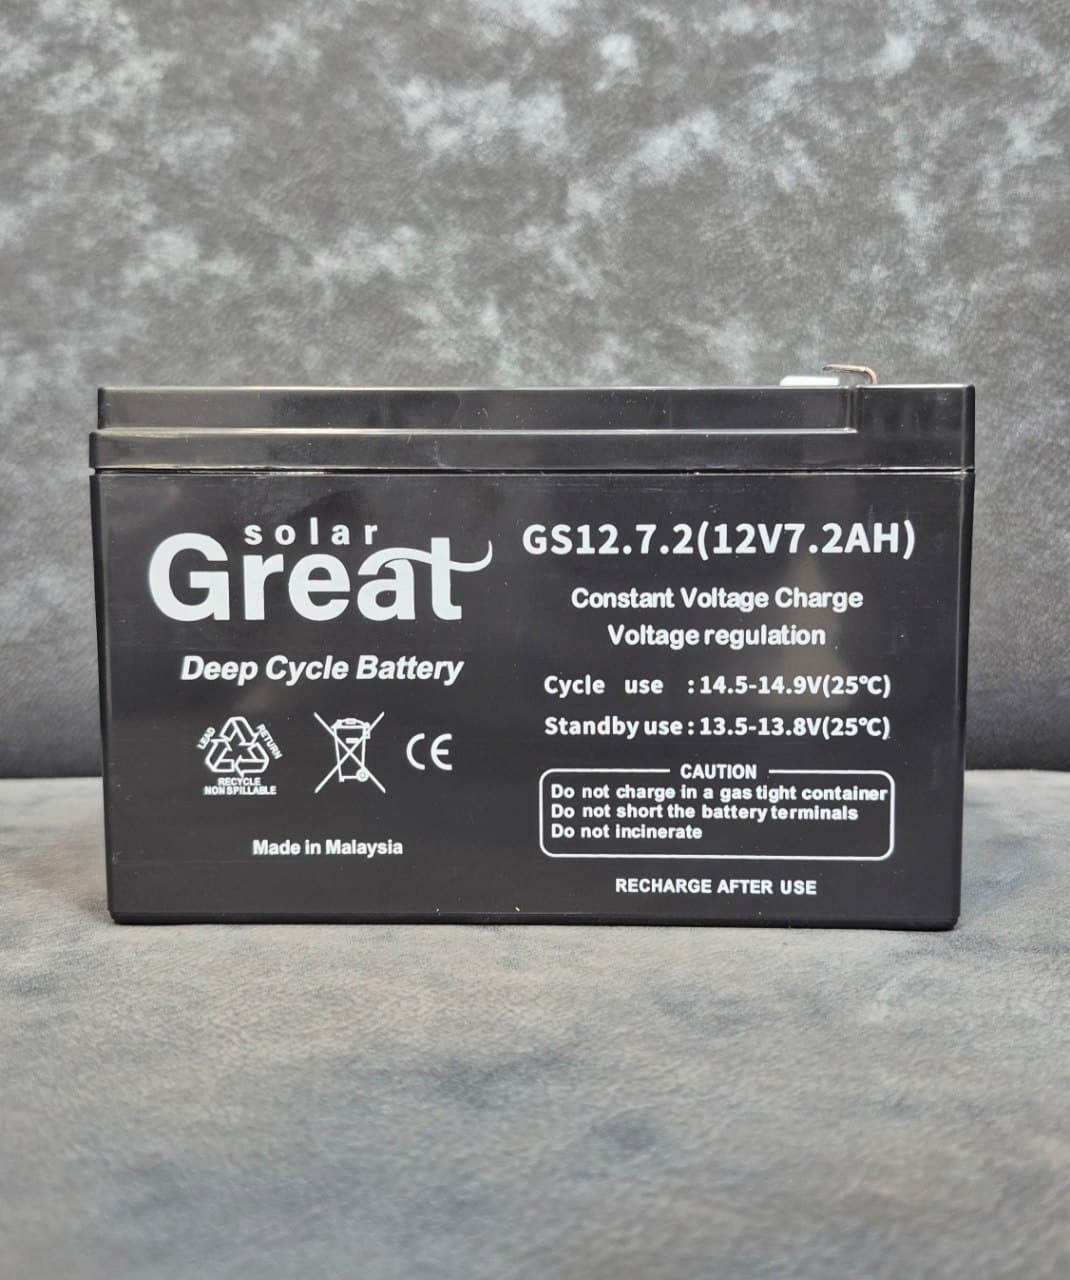 solar
Great
Deep Cycle Battery
LEAD
RETURN
RECYCLE
NON SPILLABLE
CE
Made in Malaysia
GS12.7.2(12V7.2AH)
Constant Voltage Charge
Voltage regulation
Cycle use : 14.5-14.9V(25℃)
Standby use : 13.5-13.8V(25℃)
CAUTION
Do not charge in a gas tight container
Do not short the battery terminals
Do not incinerate
RECHARGE AFTER USE